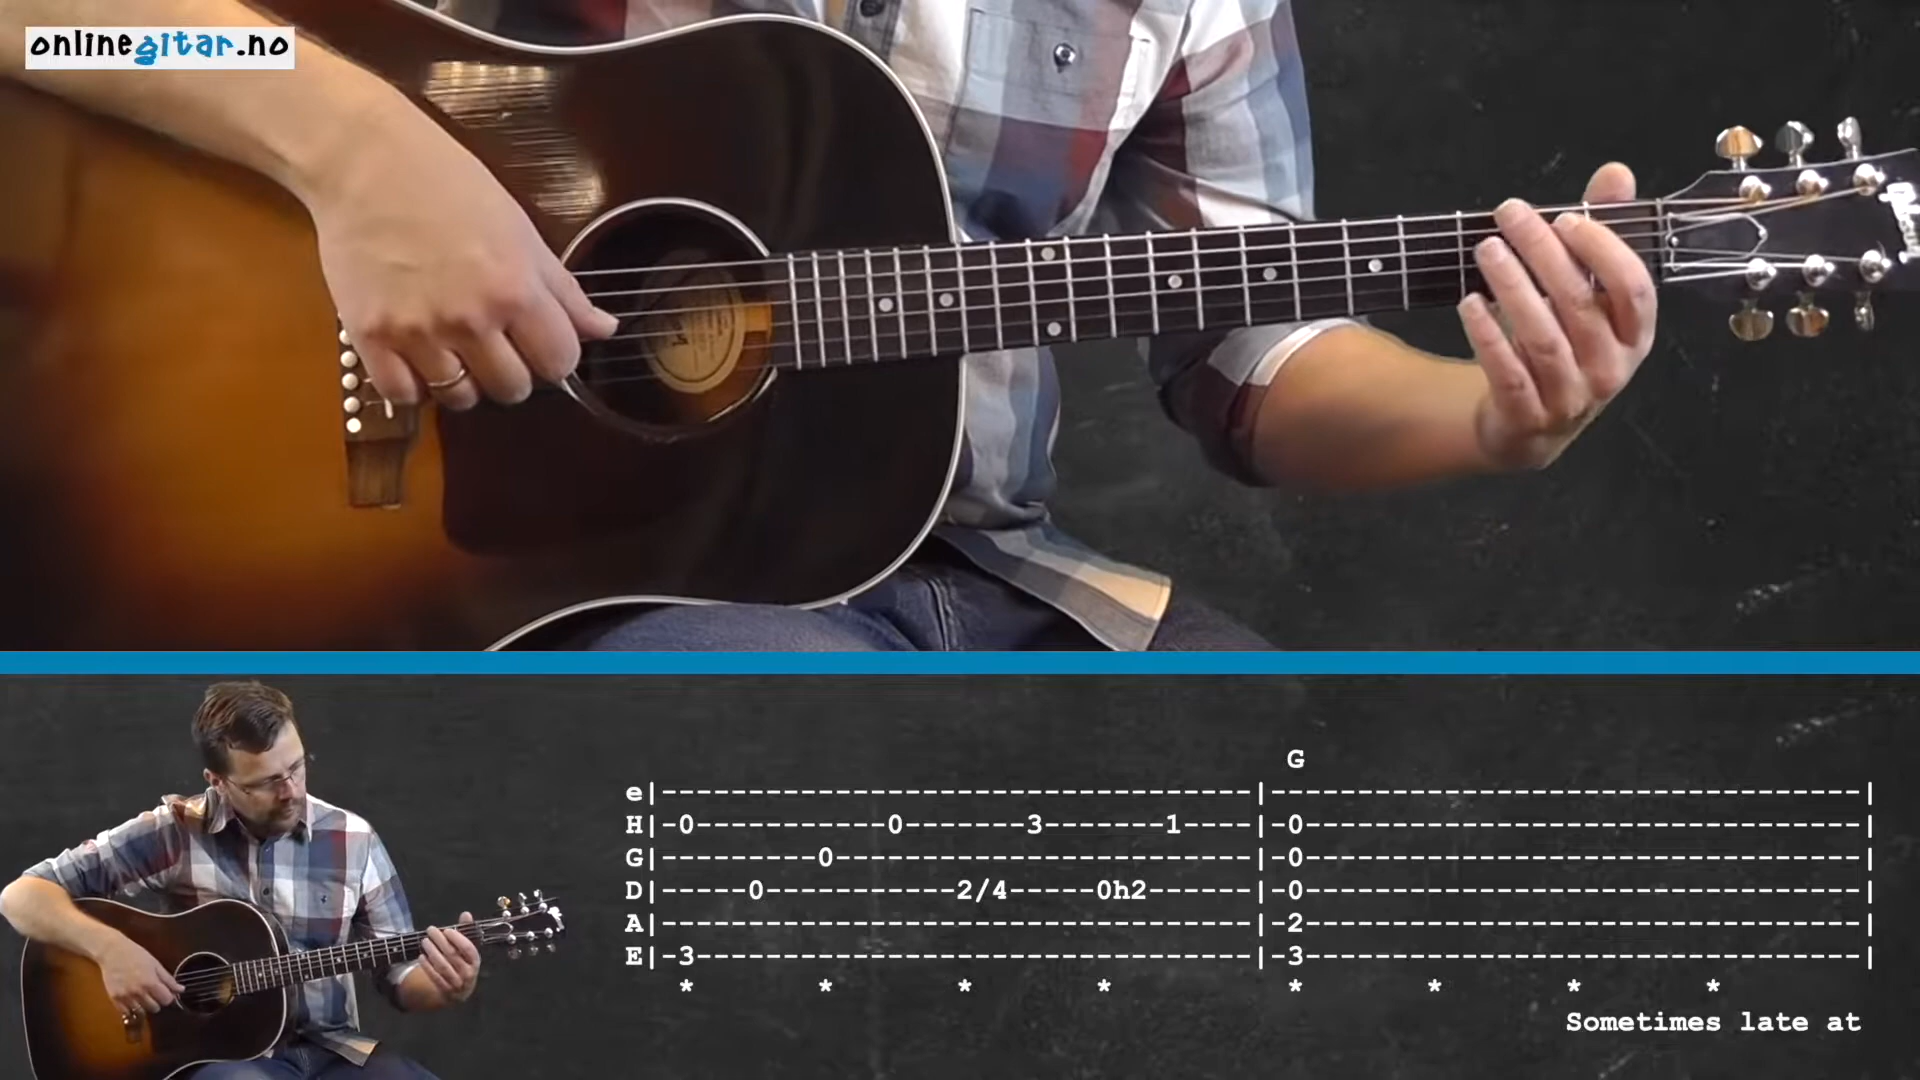 onlinegitar.no
G
e|----------------------------------|----------------------------------|
H|-0-----------0-------3-------1----|-0--------------------------------|
G|---------0------------------------|-0--------------------------------|
D|-----0-----------2/4-----0h2------|-0--------------------------------|
A|----------------------------------|-2--------------------------------|
E|-3--------------------------------|-3--------------------------------|
* * * * * * * *
Sometimes late at